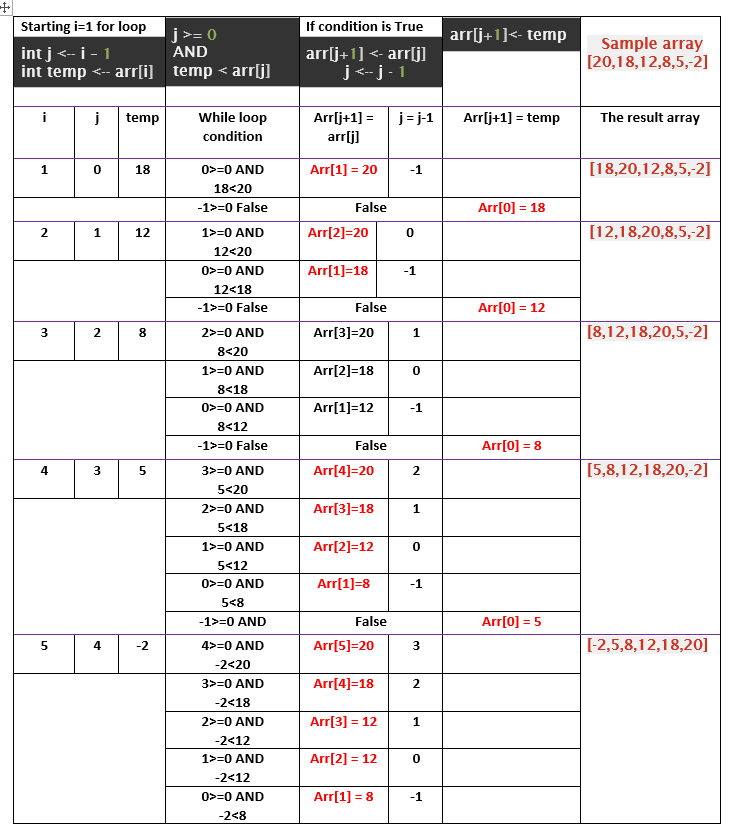 Starting i=1 for loop
int j <-- i – 1
int temp <-- arr[i]
j >= 0
AND
temp < arr[j]
If condition is True
arr[j+1] <- arr[j]
j <-- j - 1
arr[j+1]<- temp
Sample array
[20,18,12,8,5,-2]
i j temp While loop condition Arr[j+1] = arr[j] j = j-1 Arr[j+1] = temp The result array
1 0 18 0>=0 AND 18<20 Arr[1] = 20 -1 [18,20,12,8,5,-2]
-1>=0 False False Arr[0] = 18
2 1 12 1>=0 AND 12<20 Arr[2]=20 0 [12,18,20,8,5,-2]
0>=0 AND 12<18 Arr[1]=18 -1
-1>=0 False False Arr[0] = 12
3 2 8 2>=0 AND 8<20 Arr[3]=20 1 [8,12,18,20,5,-2]
1>=0 AND 8<18 Arr[2]=18 0
0>=0 AND 8<12 Arr[1]=12 -1
-1>=0 False False Arr[0] = 8
4 3 5 3>=0 AND 5<20 Arr[4]=20 2 [5,8,12,18,20,-2]
2>=0 AND 5<18 Arr[3]=18 1
1>=0 AND 5<12 Arr[2]=12 0
0>=0 AND 5<8 Arr[1]=8 -1
-1>=0 AND False Arr[0] = 5
5 4 -2 4>=0 AND -2<20 Arr[5]=20 3 [-2,5,8,12,18,20]
3>=0 AND -2<18 Arr[4]=18 2
2>=0 AND -2<12 Arr[3] = 12 1
1>=0 AND -2<12 Arr[2] = 12 0
0>=0 AND -2<8 Arr[1] = 8 -1